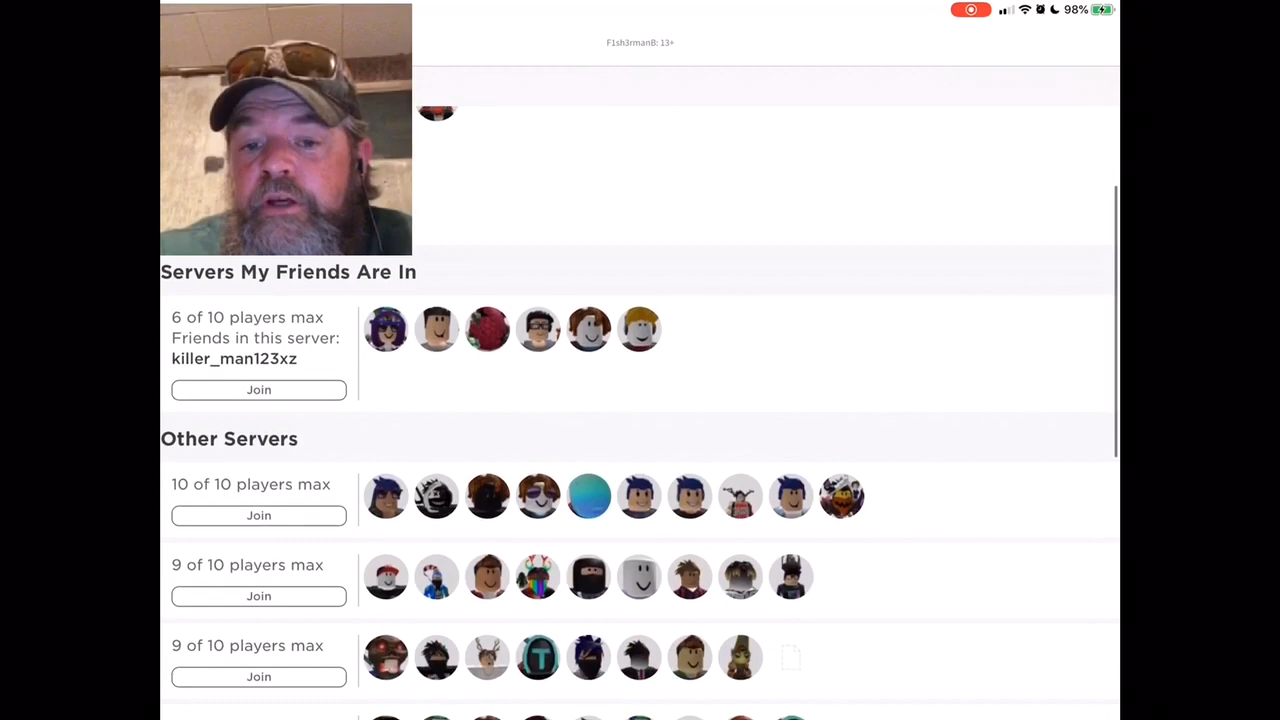 98%
F1sh3rmanB: 13+
Servers My Friends Are In
6 of 10 players max
Friends in this server:
killer_man123xz
Join
Other Servers
10 of 10 players max
Join
9 of 10 players max
Join
9 of 10 players max
T
Join